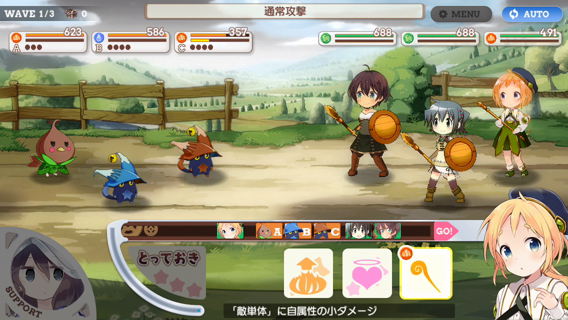 WAVE 1/3
0
通常攻撃
MENU
AUTO
623
586
357
688
688
491
A
B
C
A B C
GO!
とっておき
SUPPORT
「敵単体」に自属性の小ダメージ